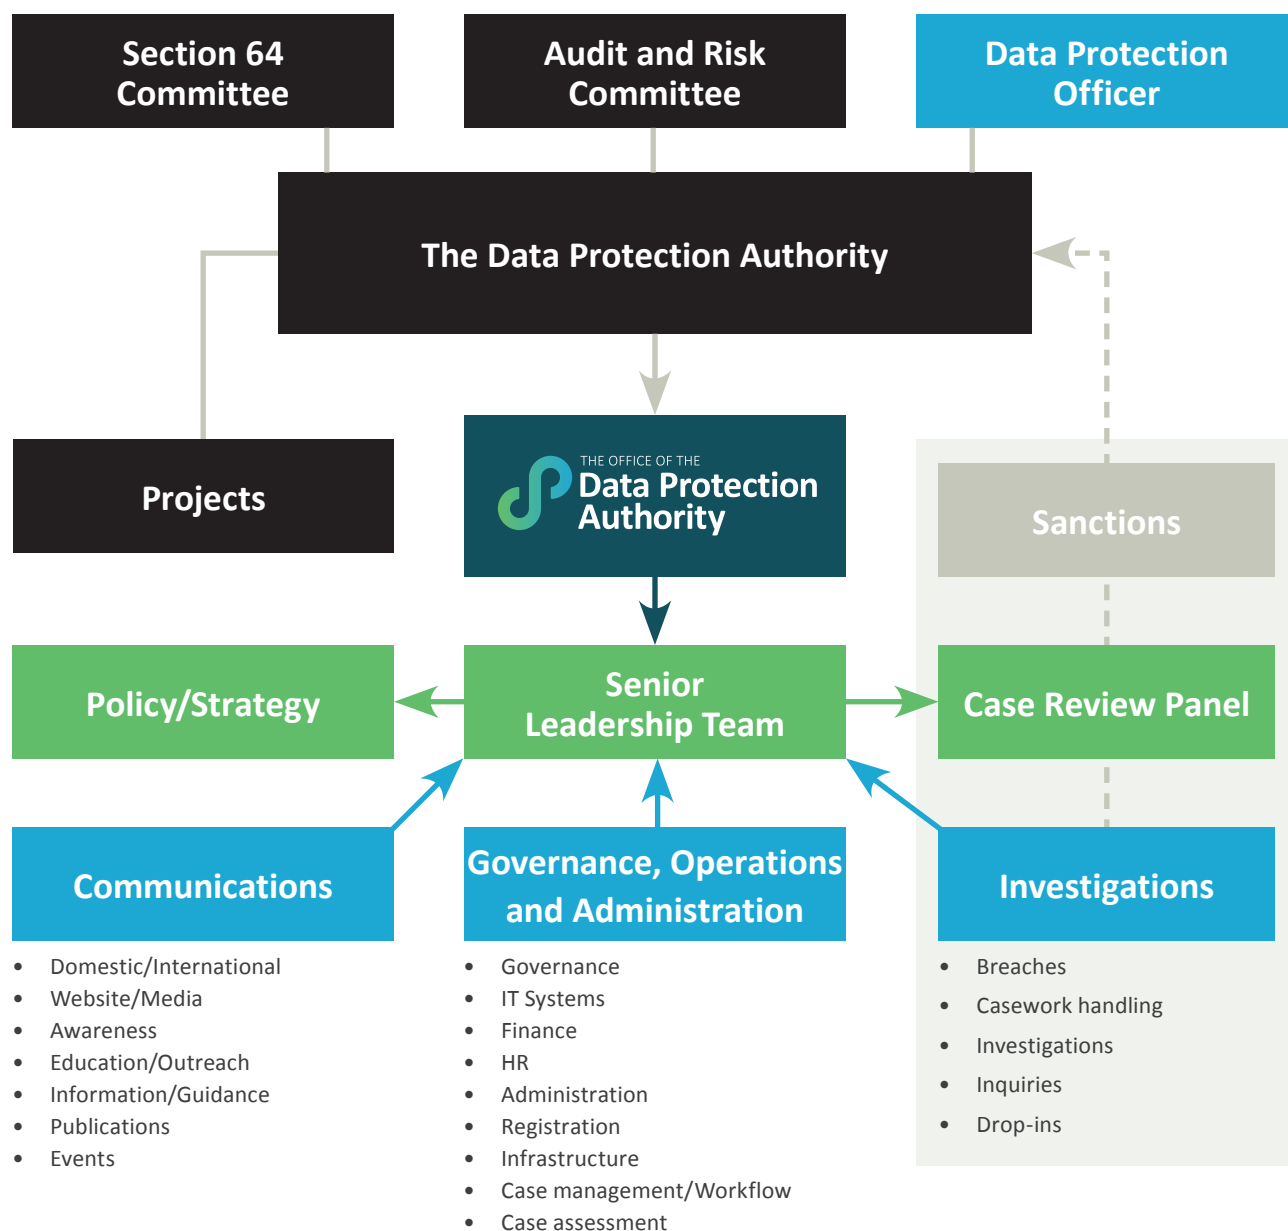 Section 64
Committee
Audit and Risk
Committee
Data Protection
Officer
The Data Protection Authority
Projects
THE OFFICE OF THE
Data Protection
Authority
Sanctions
Policy/Strategy
Senior
Leadership Team
Case Review Panel
Communications
Governance, Operations
and Administration
Investigations
• Domestic/International
• Website/Media
• Awareness
• Education/Outreach
• Information/Guidance
• Publications
• Events
• Governance
• IT Systems
• Finance
• HR
• Administration
• Registration
• Infrastructure
• Case management/Workflow
• Case assessment
• Breaches
• Casework handling
• Investigations
• Inquiries
• Drop-ins